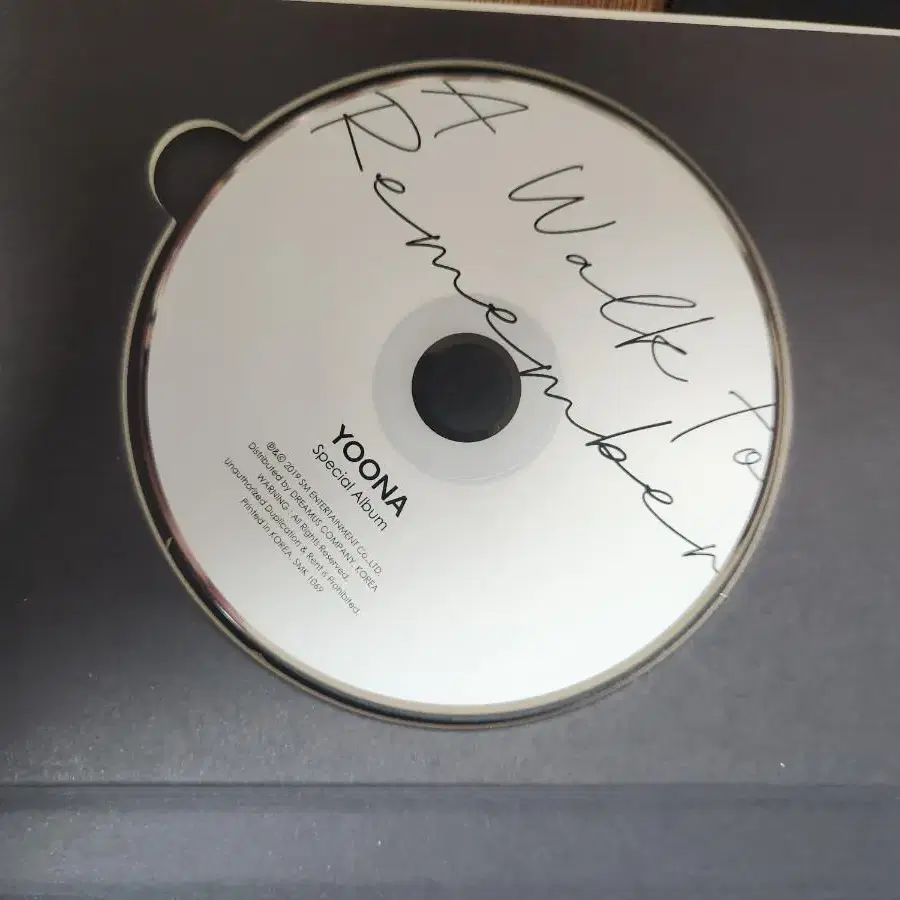 A Walk to
Remember
YOONA
Special Album
℗&© 2019 SM ENTERTAINMENT Co.,LTD.
Distributed by DREAMUS COMPANY, KOREA
WARNING : All Rights Reserved.
Unauthorized Duplication & Rent is Prohibited.
Printed in KOREA. SMK 1069